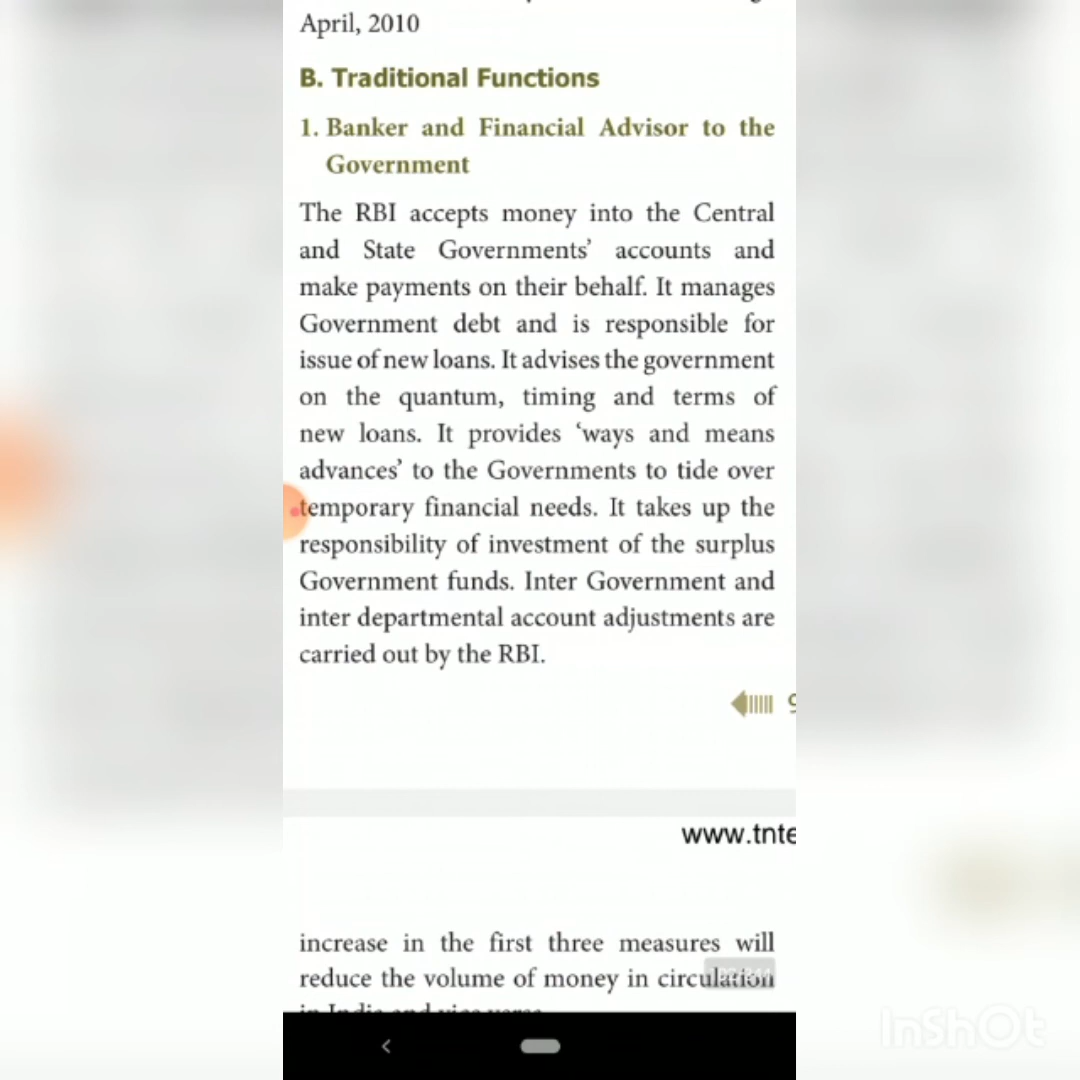 April, 2010
B. Traditional Functions
1. Banker and Financial Advisor to the
Government
The RBI accepts money into the Central
and State Governments’ accounts and
make payments on their behalf. It manages
Government debt and is responsible for
issue of new loans. It advises the government
on the quantum, timing and terms of
new loans. It provides ‘ways and means
advances’ to the Governments to tide over
temporary financial needs. It takes up the
responsibility of investment of the surplus
Government funds. Inter Government and
inter departmental account adjustments are
carried out by the RBI.
www.tnte
increase in the first three measures will
reduce the volume of money in circulation
in India and vice versa
InShOt